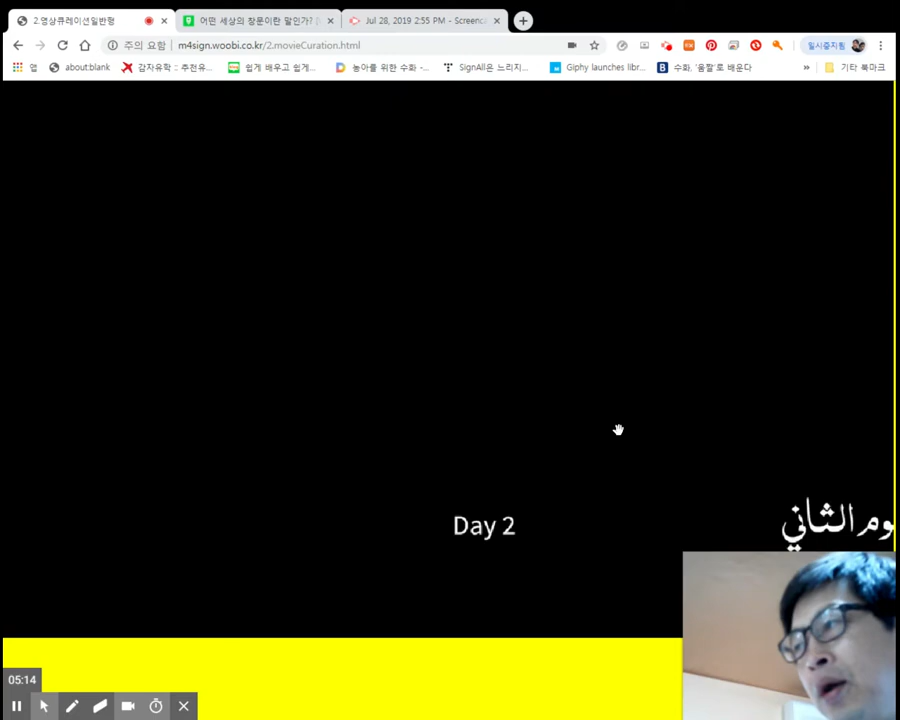 2.영상큐레이션일반형
어떤 세상의 창문이란 말인가?
Jul 28, 2019 2:55 PM - Screenca
주의 요함 | m4sign.woobi.co.kr/2.movieCuration.html
일시중지됨
앱 about:blank 감자유학 :: 추천유... 쉽게 배우고 쉽게... 농아를 위한 수화 -... SignAll은 느리지... Giphy launches libr... 수화, '움짤'로 배운다 » 기타 북마크
Day 2
وم الثاني
05:14